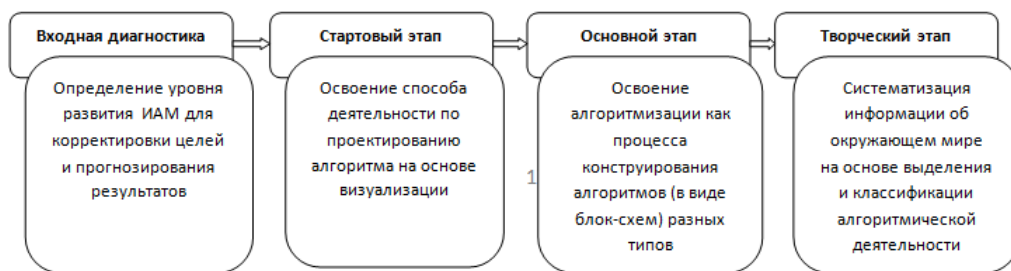 Входная диагностика
Определение уровня
развития ИАМ для
корректировки целей
и прогнозирования
результатов
Стартовый этап
Освоение способа
деятельности по
проектированию
алгоритма на основе
визуализации
1
Основной этап
Освоение
алгоритмизации как
процесса
конструирования
алгоритмов (в виде
блок-схем) разных
типов
Творческий этап
Систематизация
информации об
окружающем мире
на основе выделения
и классификации
алгоритмической
деятельности